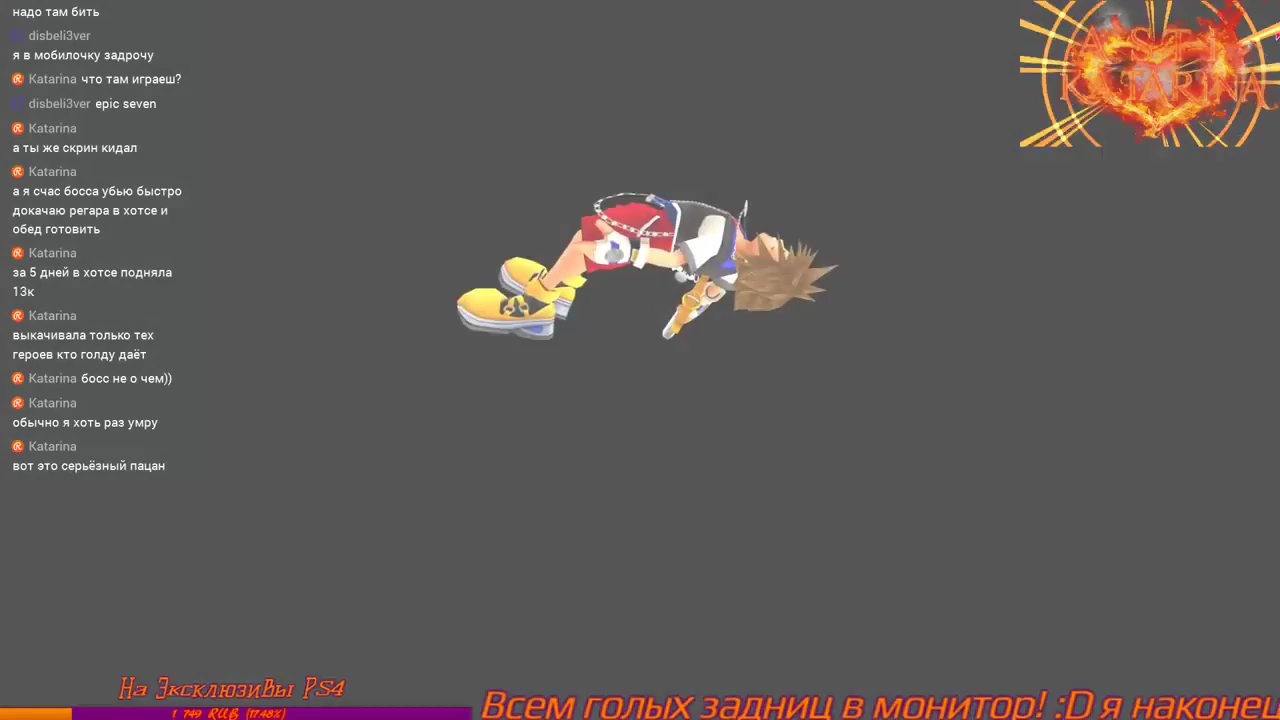 надо там бить
disbeli3ver
я в мобилочку задрочу
Katarina что там играеш?
disbeli3ver epic seven
Katarina
а ты же скрин кидал
Katarina
а я счас босса убью быстро
докачаю регара в хотсе и
обед готовить
Katarina
за 5 дней в хотсе подняла
13к
Katarina
выкачивала только тех
героев кто голду даёт
Katarina босс не о чем))
Katarina
обычно я хоть раз умру
Katarina
вот это серьёзный пацан
KATARINA
На Эксклюзивы PS4
1 749 RUB (17.48%)
Всем голых задниц в монитор! :D я наконец